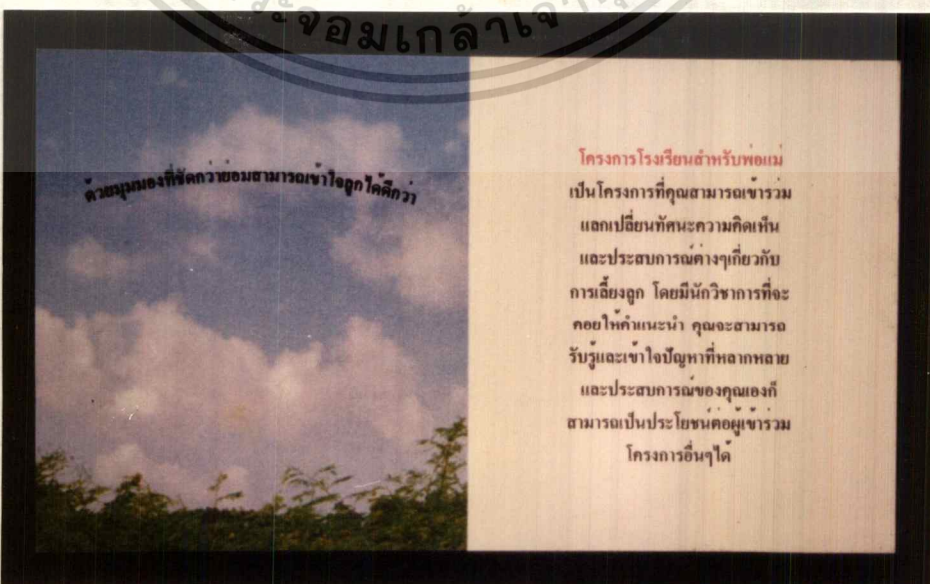 ระจอมเกล้าเจ้า
ด้วยมุมมองที่ชัดกว่าย่อมสามารถเข้าใจลูกได้ดีกว่า
โครงการโรงเรียนสำหรับพ่อแม่
เป็นโครงการที่คุณสามารถเข้าร่วม
แลกเปลี่ยนทัศนะความคิดเห็น
และประสบการณ์ต่างๆเกี่ยวกับ
การเลี้ยงลูก โดยมีนักวิชาการที่จะ
คอยให้คำแนะนำ คุณจะสามารถ
รับรู้และเข้าใจปัญหาที่หลากหลาย
และประสบการณ์ของคุณเองก็
สามารถเป็นประโยชน์ต่อผู้เข้าร่วม
โครงการอื่นๆได้